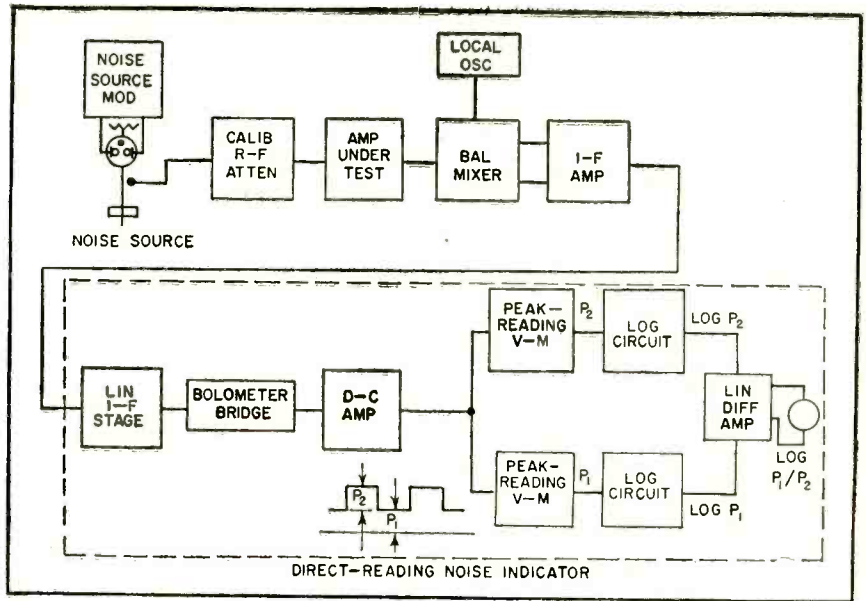 NOISE
SOURCE
MOD
LOCAL
OSC
CALIB
R-F
ATTEN
AMP
UNDER
TEST
BAL
MIXER
I-F
AMP
NOISE SOURCE
LIN
I-F
STAGE
BOLOMETER
BRIDGE
D-C
AMP
PEAK-
READING
V-M
P2
LOG
CIRCUIT
LOG P2
LIN
DIFF
AMP
LOG
P1/P2
PEAK-
READING
V-M
P1
LOG
CIRCUIT
LOG P1
P2
P1
DIRECT-READING NOISE INDICATOR